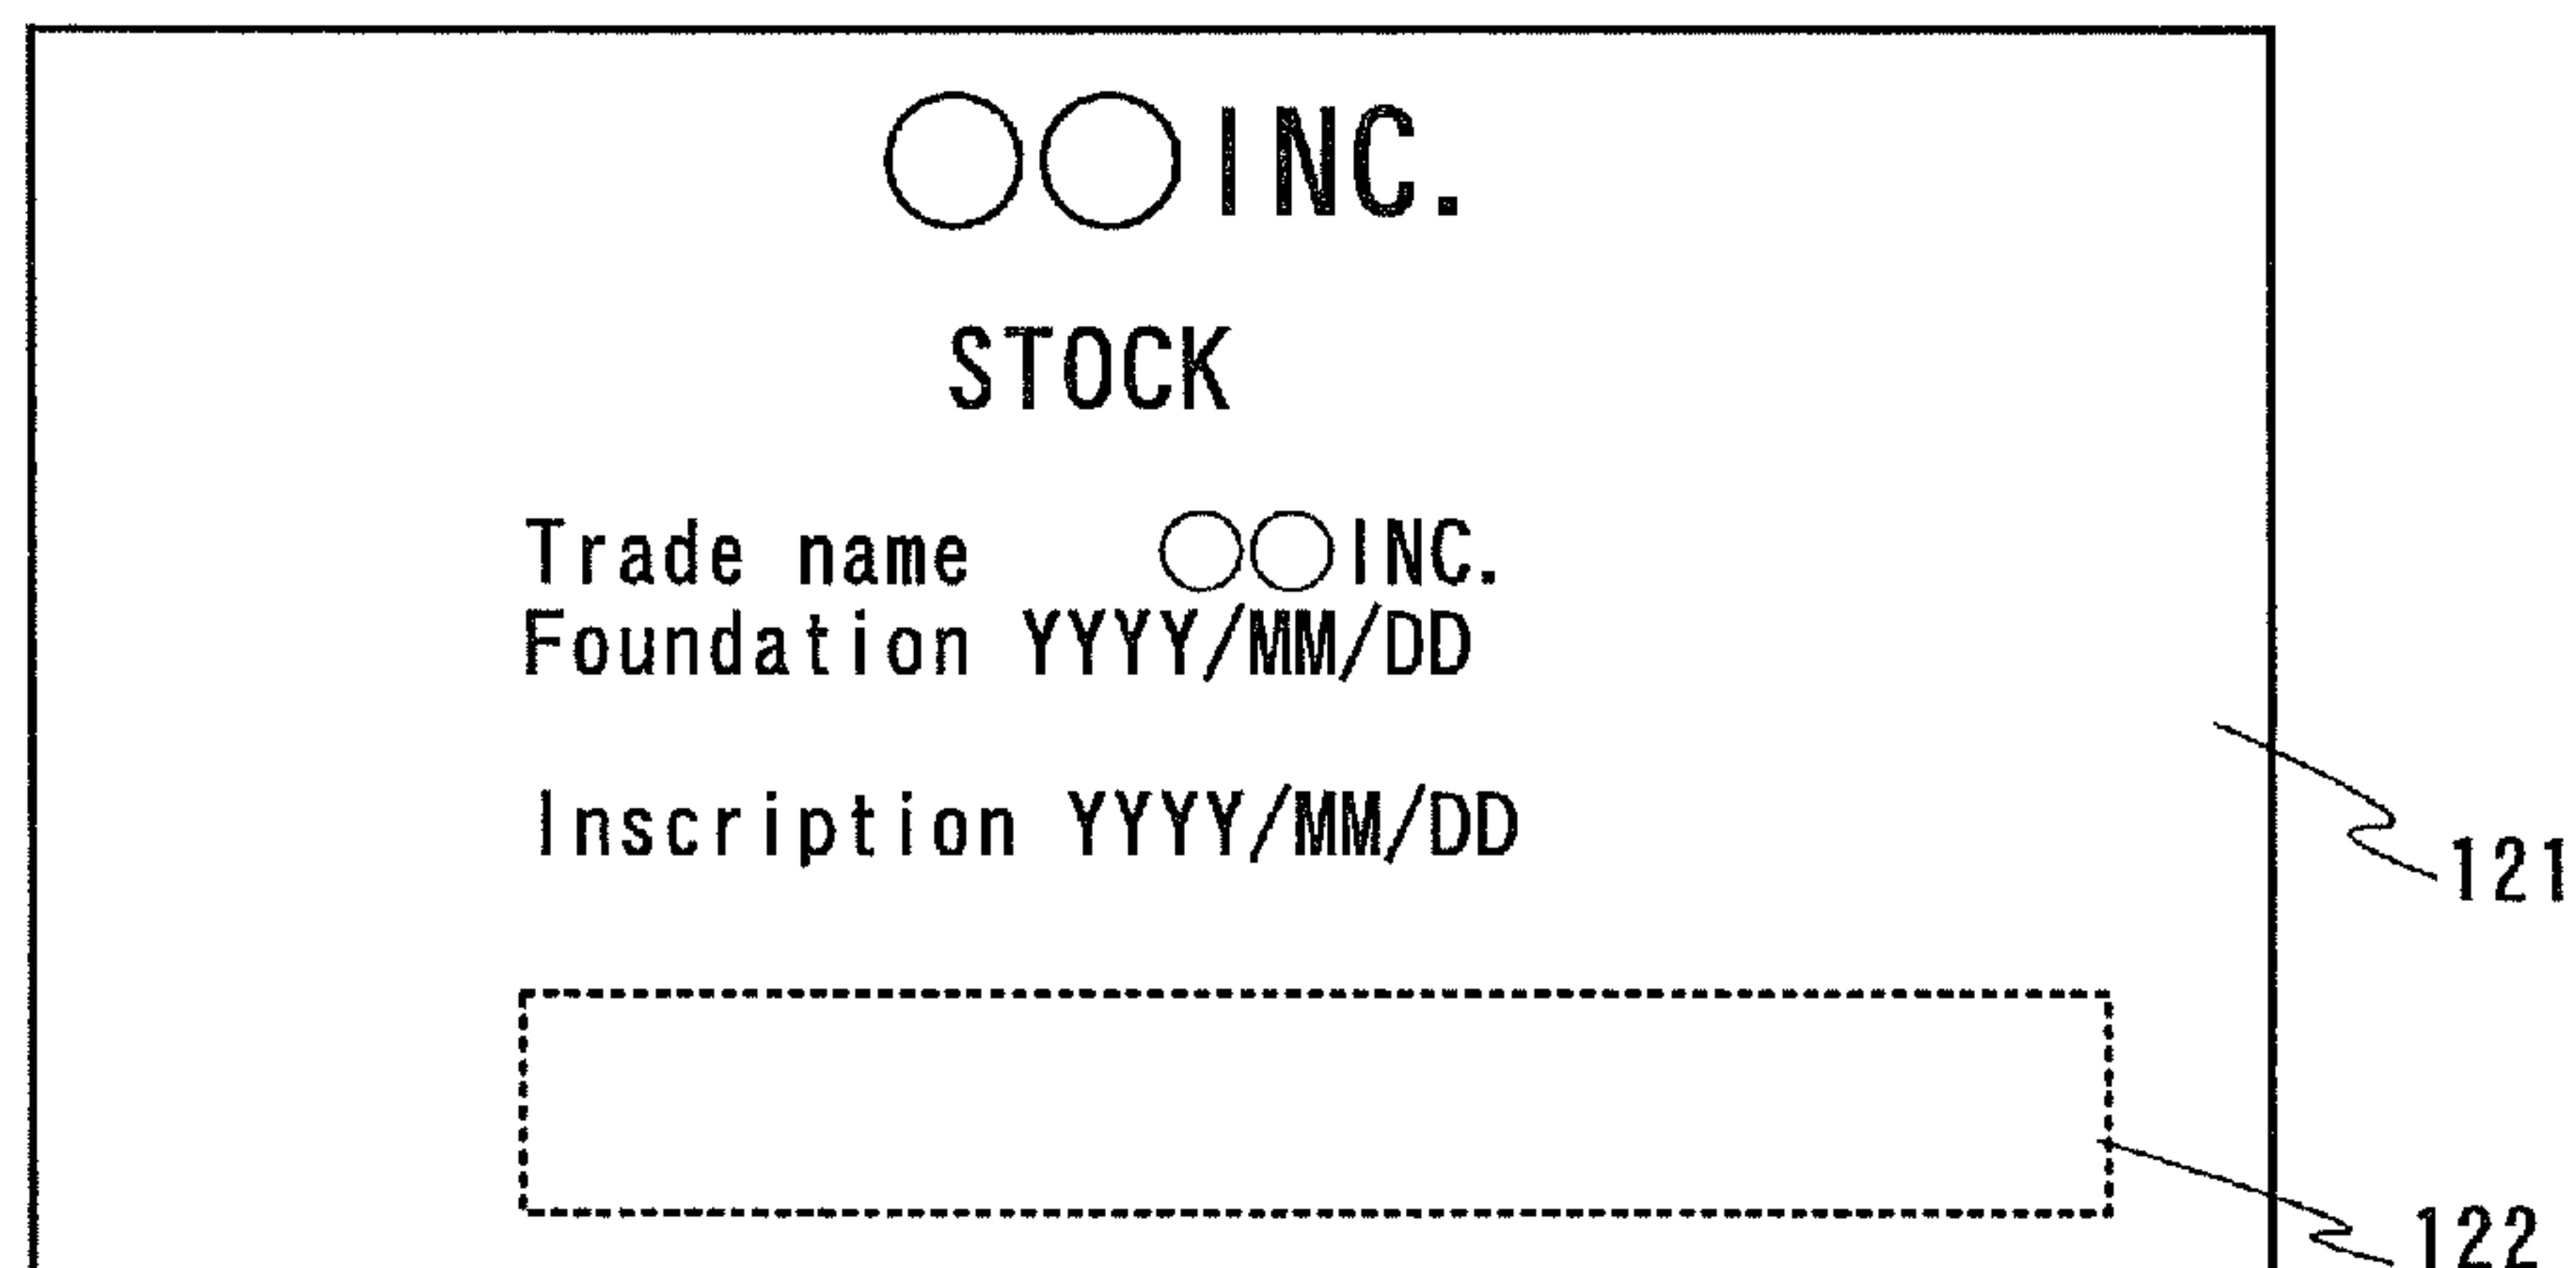 ○○INC.
STOCK
Trade name ○○INC.
Foundation YYYY/MM/DD
Inscription YYYY/MM/DD
121
122